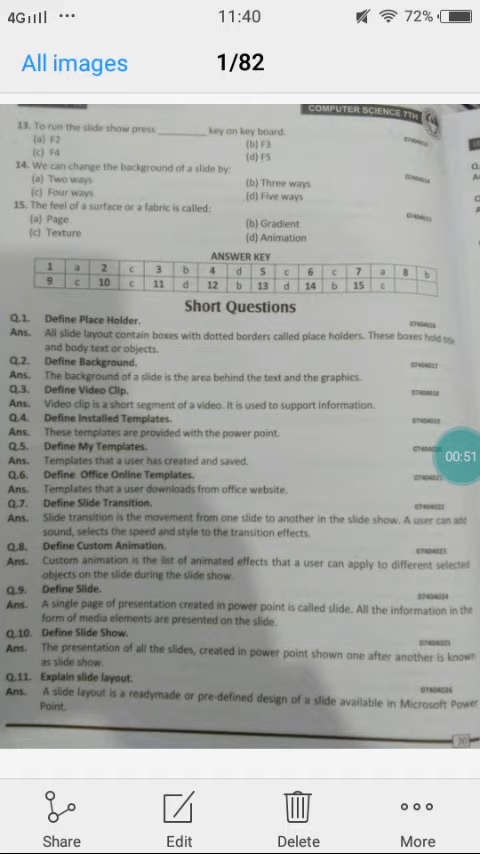 4G
11:40
72%
All images
1/82
COMPUTER SCIENCE 7TH
13. To run the slide show press ________ key on key board.
07404013
(a) F2
(b) F3
(c) F4
(d) F5
14. We can change the background of a slide by:
07404014
(a) Two ways
(b) Three ways
(c) Four ways
(d) Five ways
15. The feel of a surface or a fabric is called:
07404015
(a) Page
(b) Gradient
(c) Texture
(d) Animation
ANSWER KEY
1 a 2 c 3 b 4 d 5 c 6 c 7 a 8 b
9 c 10 c 11 d 12 b 13 d 14 b 15 c
Short Questions
Q.1. Define Place Holder.
07404016
Ans. All slide layout contain boxes with dotted borders called place holders. These boxes hold title
and body text or objects.
Q.2. Define Background.
07404017
Ans. The background of a slide is the area behind the text and the graphics.
Q.3. Define Video Clip.
07404018
Ans. Video clip is a short segment of a video. It is used to support information.
Q.4. Define Installed Templates.
07404019
Ans. These templates are provided with the power point.
Q.5. Define My Templates.
Ans. Templates that a user has created and saved.
00:51
Q.6. Define Office Online Templates.
07404021
Ans. Templates that a user downloads from office website.
Q.7. Define Slide Transition.
07404022
Ans. Slide transition is the movement from one slide to another in the slide show. A user can add
sound, selects the speed and style to the transition effects.
Q.8. Define Custom Animation.
07404023
Ans. Custom animation is the list of animated effects that a user can apply to different selected
objects on the slide during the slide show.
Q.9. Define Slide.
07404024
Ans. A single page of presentation created in power point is called slide. All the information in the
form of media elements are presented on the slide.
Q.10. Define Slide Show.
07404025
Ans. The presentation of all the slides, created in power point shown one after another is known
as slide show.
Q.11. Explain slide layout.
07404026
Ans. A slide layout is a readymade or pre-defined design of a slide available in Microsoft Power
Point.
20
Share
Edit
Delete
More